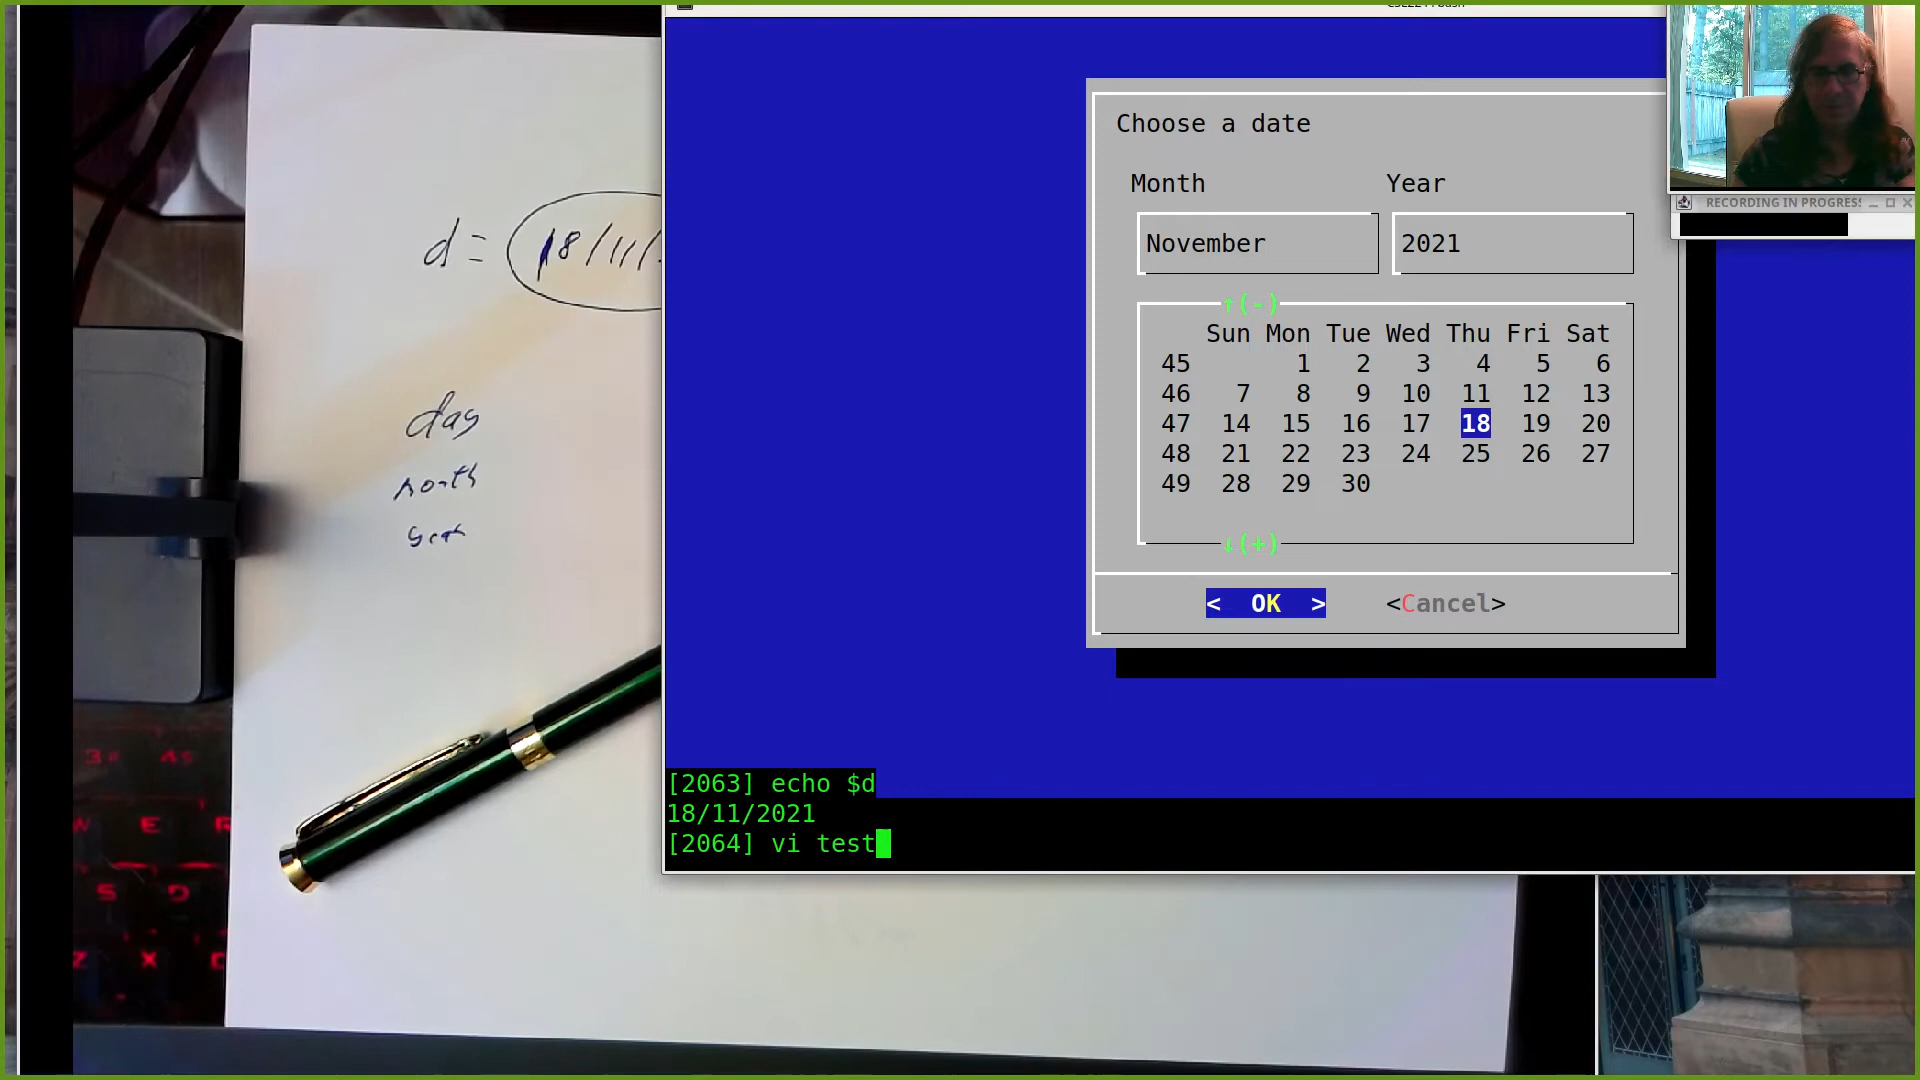 d = 18/11/
day
month
year
Choose a date
Month Year
November 2021
↑(-)
Sun Mon Tue Wed Thu Fri Sat
45 1 2 3 4 5 6
46 7 8 9 10 11 12 13
47 14 15 16 17 18 19 20
48 21 22 23 24 25 26 27
49 28 29 30
↓(+)
< OK > <Cancel>
RECORDING IN PROGRESS
[2063] echo $d
18/11/2021
[2064] vi test
3 4
W E R
S D
Z X